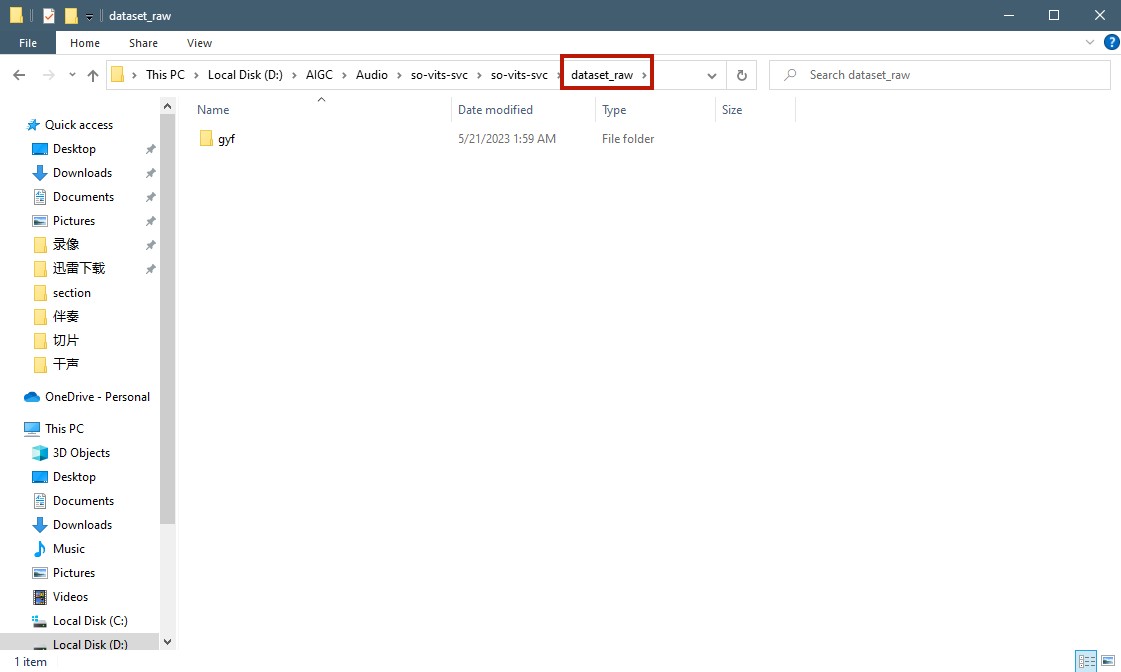 dataset_raw
File Home Share View
This PC Local Disk (D:) AIGC Audio so-vits-svc so-vits-svc dataset_raw Search dataset_raw
Name Date modified Type Size
gyf 5/21/2023 1:59 AM File folder
Quick access
Desktop
Downloads
Documents
Pictures
录像
迅雷下载
section
伴奏
切片
干声
OneDrive - Personal
This PC
3D Objects
Desktop
Documents
Downloads
Music
Pictures
Videos
Local Disk (C:)
Local Disk (D:)
1 item